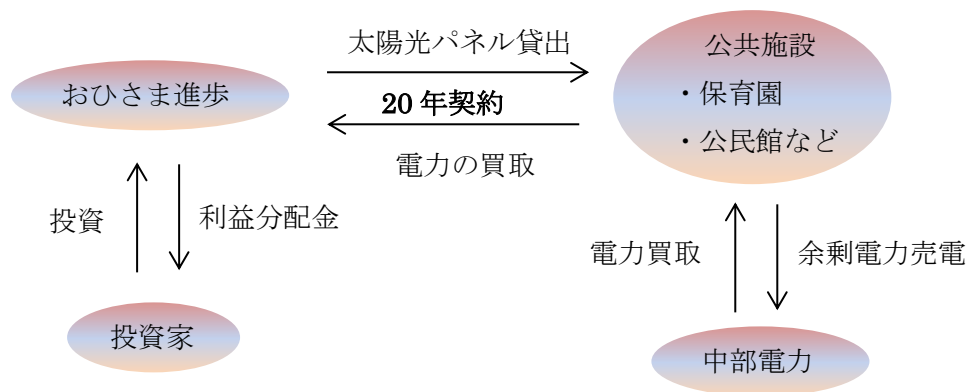 太陽光パネル貸出
公共施設
・保育園
・公民館など
おひさま進歩
20年契約
電力の買取
投資
利益分配金
電力買取
余剰電力売電
投資家
中部電力